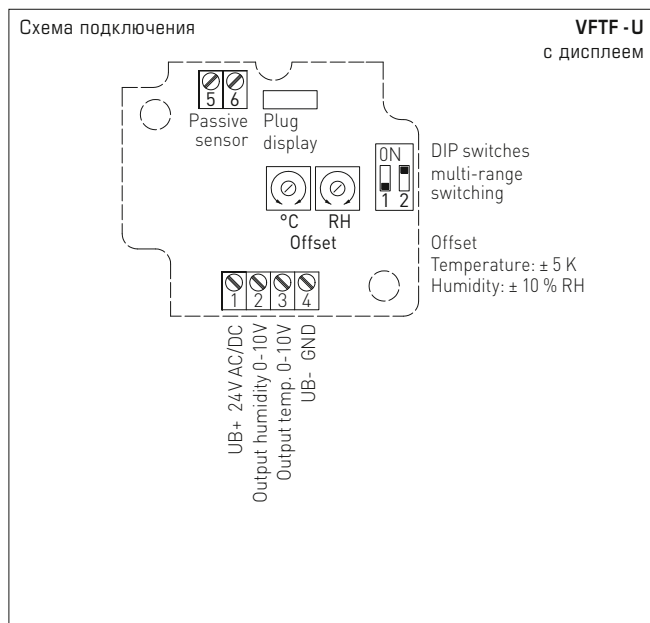 Схема подключения
VFTF - U
с дисплеем
5 6
Passive
sensor
Plug
display
ON
1 2
DIP switches
multi-range
switching
°C RH
Offset
Offset
Temperature: ± 5 K
Humidity: ± 10 % RH
1 2 3 4
UB+ 24V AC/DC
Output humidity 0-10V
Output temp. 0-10V
UB- GND